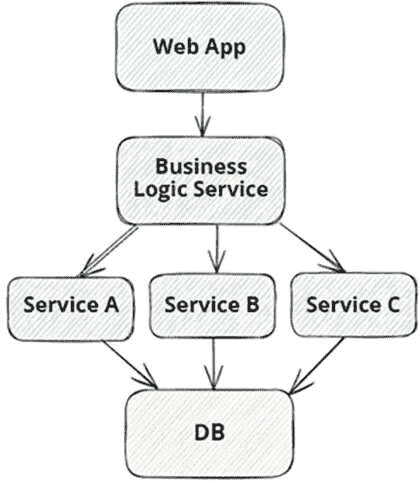 Web App
Business
Logic Service
Service A
Service B
Service C
DB